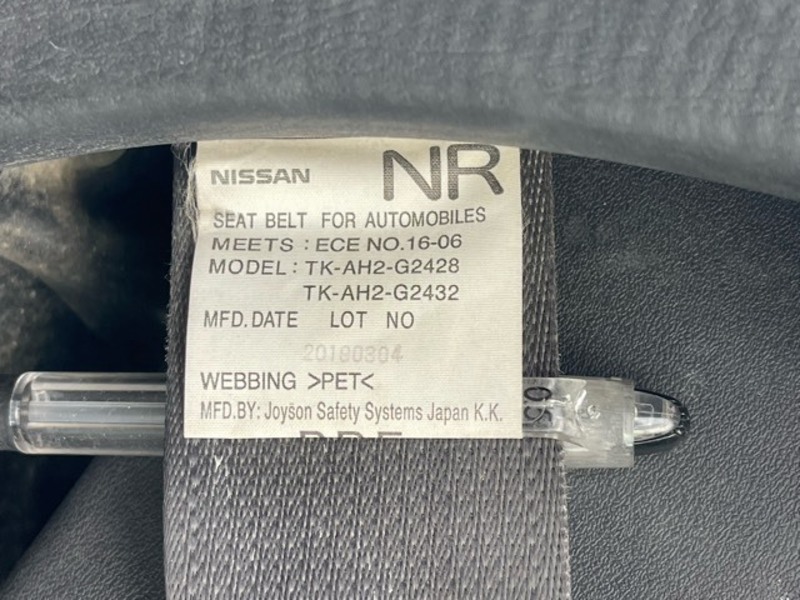 NISSAN NR
SEAT BELT FOR AUTOMOBILES
MEETS : ECE NO.16-06
MODEL: TK-AH2-G2428
TK-AH2-G2432
MFD.DATE LOT NO
20190304
WEBBING >PET<
MFD.BY: Joyson Safety Systems Japan K.K.